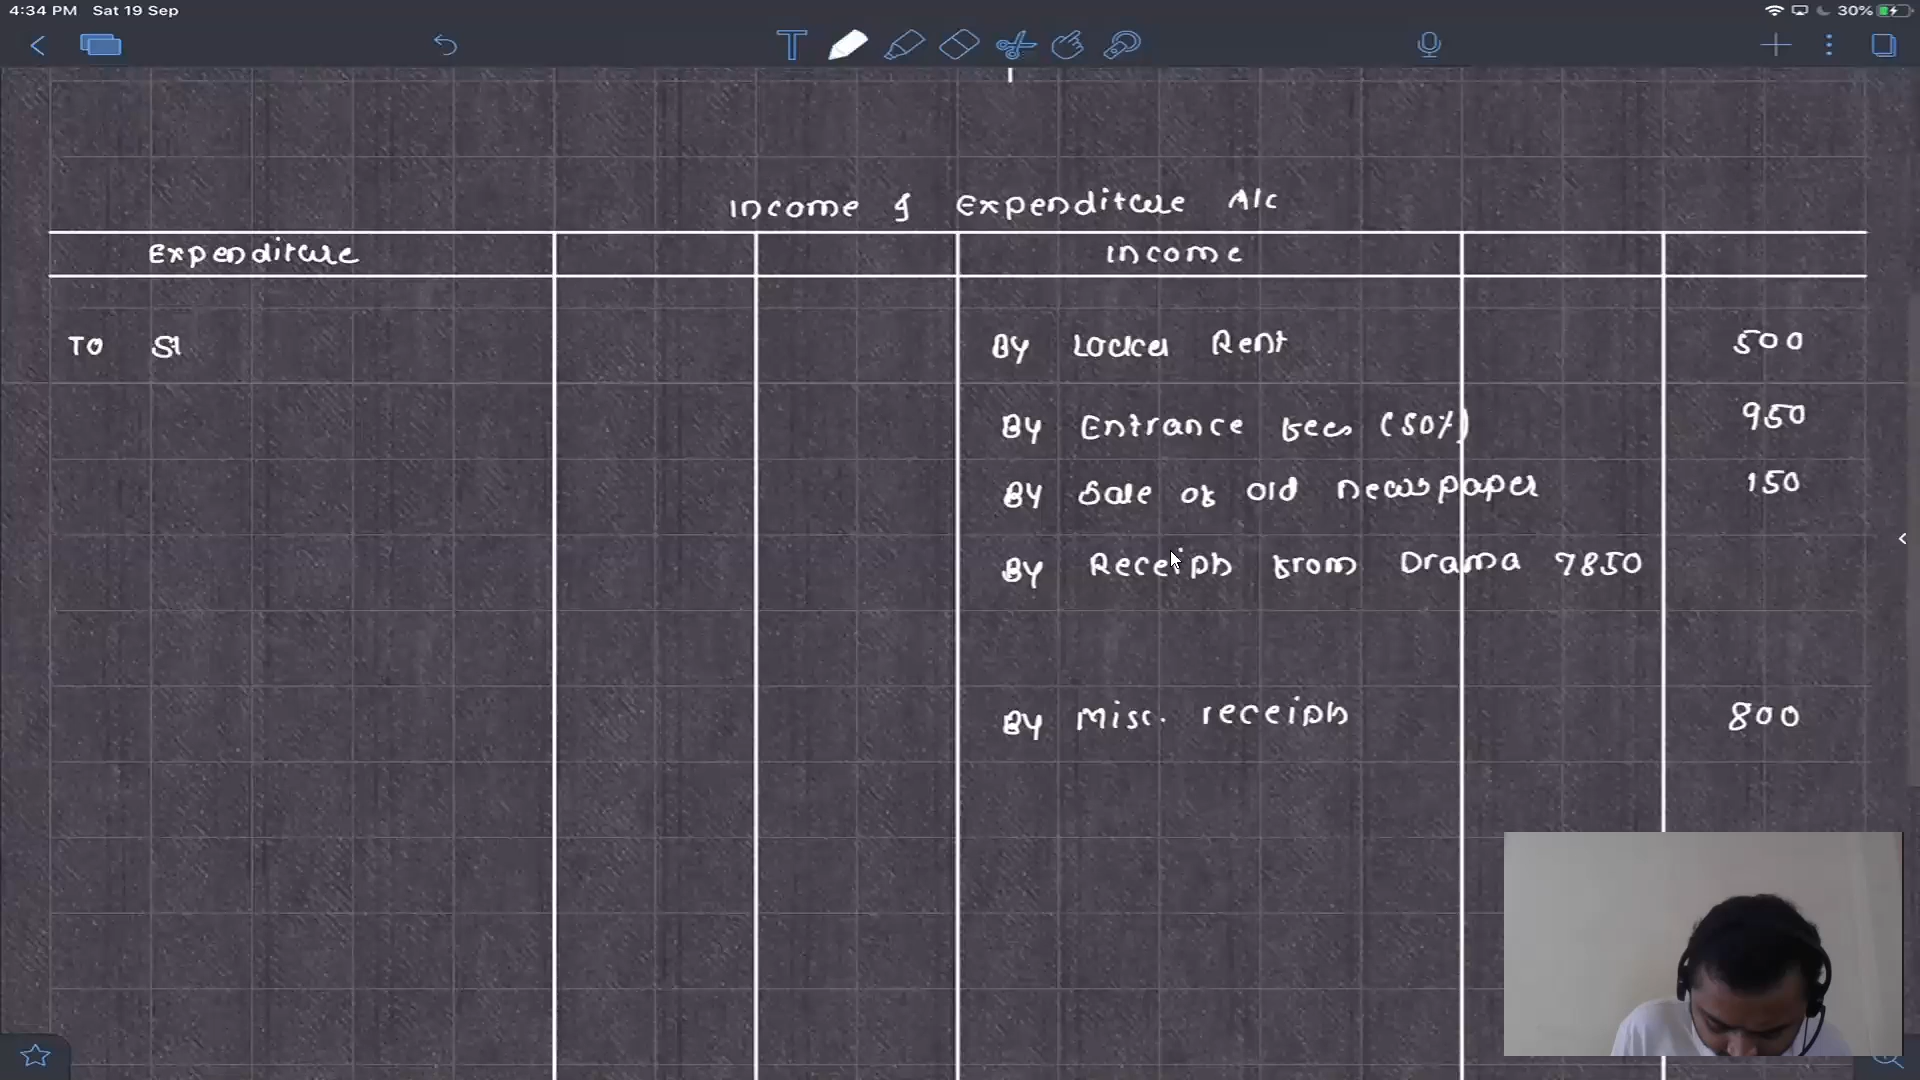 4:34 PM Sat 19 Sep
30%
Income & Expenditure A/c
Expenditure Income
To St By Locker Rent 500
By Entrance fees (50%) 950
By Sale of old newspaper 150
By Receipts from Drama 7850
By Misc. receipts 800